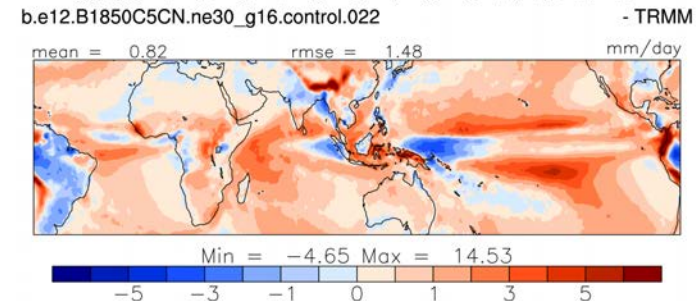 b.e12.B1850C5CN.ne30_g16.control.022 - TRMM
mean = 0.82 rmse = 1.48 mm/day
Min = −4.65 Max = 14.53
−5 −3 −1 0 1 3 5